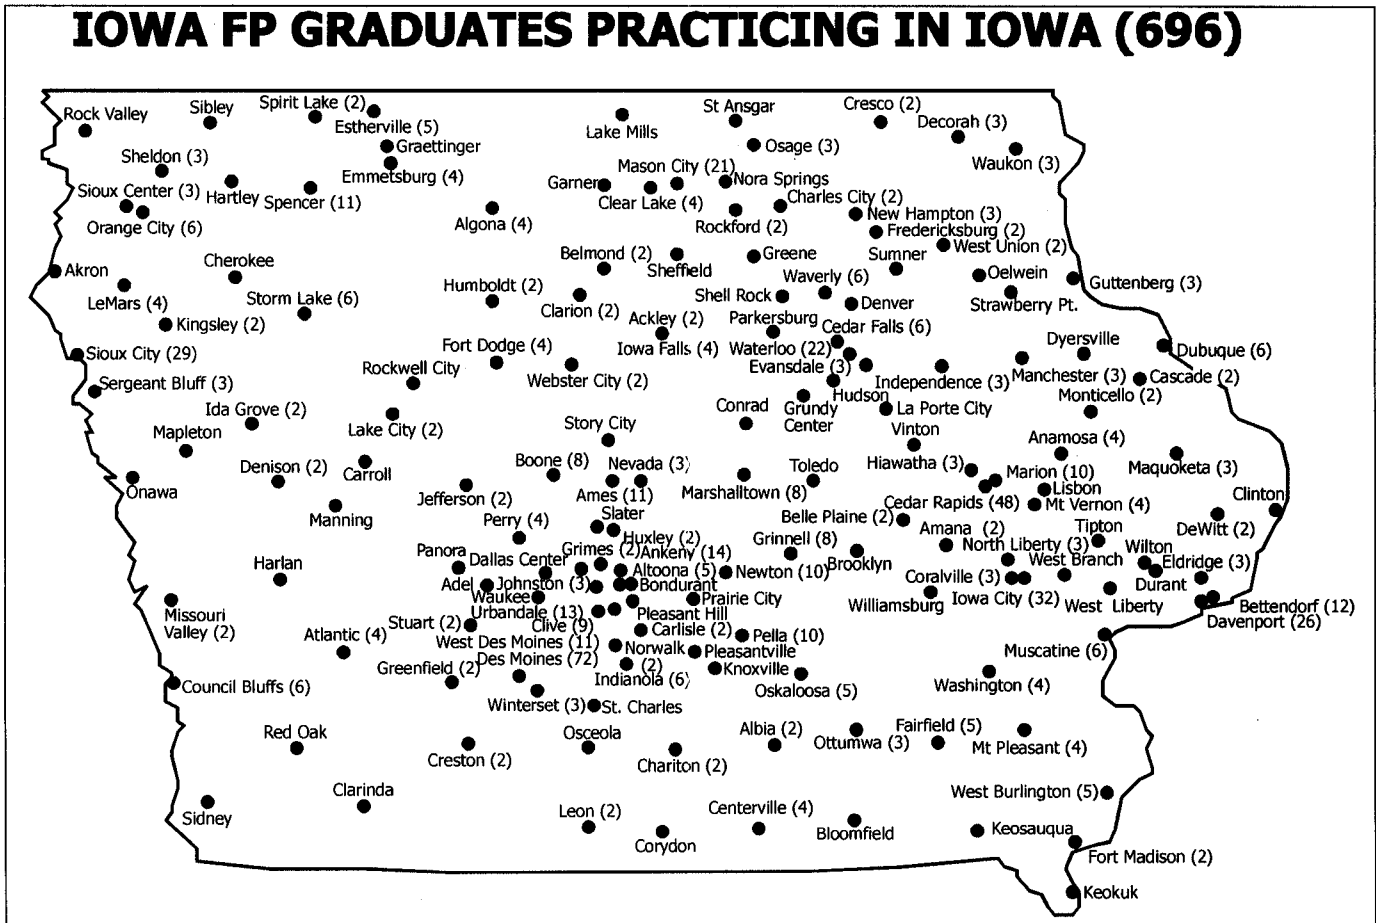 IOWA FP GRADUATES PRACTICING IN IOWA (696)
Rock Valley
Sibley
Spirit Lake (2)
Estherville (5)
Graettinger
Emmetsburg (4)
Lake Mills
St Ansgar
Osage (3)
Cresco (2)
Decorah (3)
Waukon (3)
Sheldon (3)
Sioux Center (3)
Orange City (6)
Hartley
Spencer (11)
Algona (4)
Garner
Mason City (21)
Clear Lake (4)
Nora Springs
Rockford (2)
Charles City (2)
New Hampton (3)
Fredericksburg (2)
West Union (2)
Akron
LeMars (4)
Cherokee
Storm Lake (6)
Kingsley (2)
Humboldt (2)
Belmond (2)
Clarion (2)
Sheffield
Greene
Sumner
Waverly (6)
Oelwein
Strawberry Pt.
Guttenberg (3)
Shell Rock
Denver
Parkersburg
Cedar Falls (6)
Ackley (2)
Iowa Falls (4)
Waterloo (22)
Evansdale (3)
Hudson
Independence (3)
Dyersville
Manchester (3)
Dubuque (6)
Cascade (2)
Monticello (2)
Sioux City (29)
Sergeant Bluff (3)
Fort Dodge (4)
Rockwell City
Webster City (2)
Ida Grove (2)
Mapleton
Lake City (2)
Story City
Conrad
Grundy
Center
La Porte City
Vinton
Anamosa (4)
Maquoketa (3)
Onawa
Denison (2)
Carroll
Manning
Jefferson (2)
Boone (8)
Nevada (3)
Ames (11)
Marshalltown (8)
Toledo
Hiawatha (3)
Marion (10)
Lisbon
Cedar Rapids (48)
Mt Vernon (4)
Clinton
DeWitt (2)
Perry (4)
Slater
Huxley (2)
Belle Plaine (2)
Amana (2)
Tipton
North Liberty (3)
Wilton
Eldridge (3)
Harlan
Panora
Dallas Center
Grimes (2)
Ankeny (14)
Grinnell (8)
Brooklyn
West Branch
Durant
Adel
Johnston (3)
Altoona (5)
Bondurant
Newton (10)
Coralville (3)
Iowa City (32)
Williamsburg
West Liberty
Bettendorf (12)
Davenport (26)
Missouri
Valley (2)
Atlantic (4)
Waukee
Urbandale (13)
Prairie City
Pleasant Hill
Stuart (2)
Clive (9)
Carlisle (2)
Pella (10)
West Des Moines (11)
Norwalk
(2)
Pleasantville
Muscatine (6)
Des Moines (72)
Greenfield (2)
Indianola (6)
Knoxville
Oskaloosa (5)
Washington (4)
Council Bluffs (6)
Winterset (3)
St. Charles
Red Oak
Creston (2)
Osceola
Chariton (2)
Albia (2)
Ottumwa (3)
Fairfield (5)
Mt Pleasant (4)
Sidney
Clarinda
Leon (2)
Corydon
Centerville (4)
Bloomfield
West Burlington (5)
Keosauqua
Fort Madison (2)
Keokuk